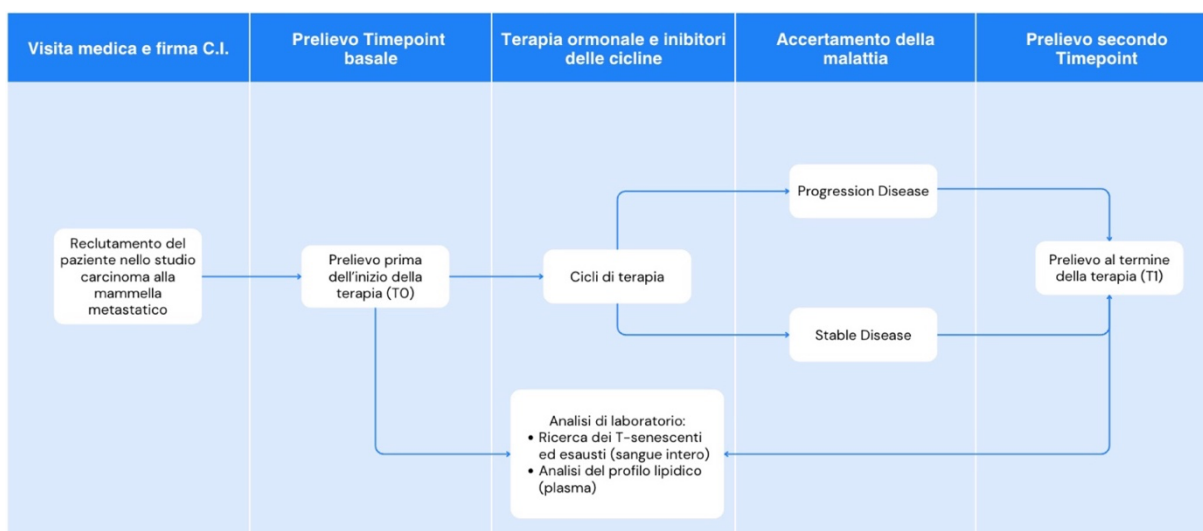 Visita medica e firma C.I.
Prelievo Timepoint
basale
Terapia ormonale e inibitori
delle cicline
Accertamento della
malattia
Prelievo secondo
Timepoint
Reclutamento del
paziente nello studio
carcinoma alla
mammella
metastatico
Prelievo prima
dell'inizio della
terapia (T0)
Cicli di terapia
Progression Disease
Stable Disease
Prelievo al termine
della terapia (T1)
Analisi di laboratorio:
• Ricerca dei T-senescenti
ed esausti (sangue intero)
• Analisi del profilo lipidico
(plasma)